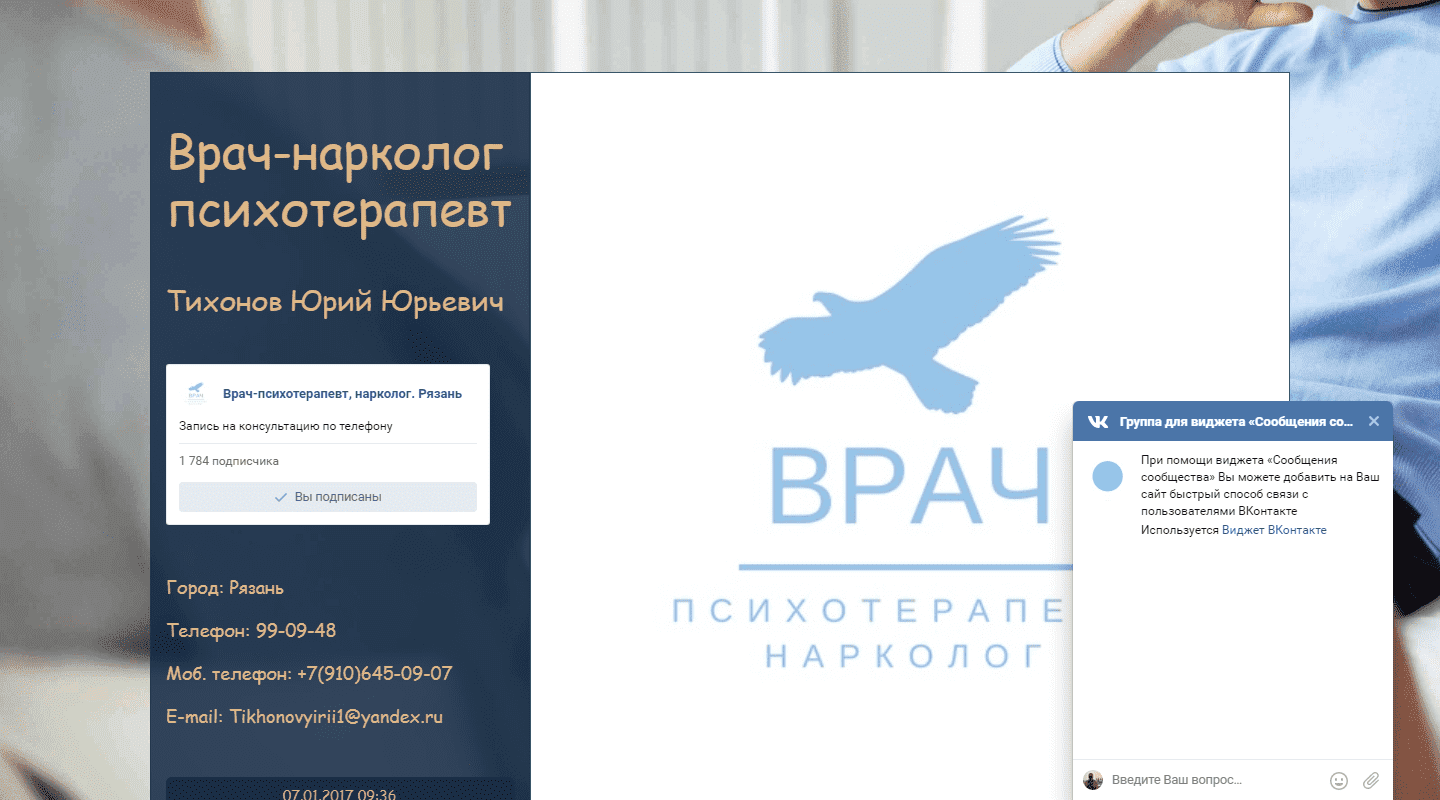 Врач-нарколог
психотерапевт
Тихонов Юрий Юрьевич
ВРАЧ
Врач-психотерапевт, нарколог. Рязань
Запись на консультацию по телефону
1 784 подписчика
Вы подписаны
Город: Рязань
Телефон: 99-09-48
Моб. телефон: +7(910)645-09-07
E-mail: Tikhonovyirii1@yandex.ru
07.01.2017 09:36
ВРАЧ
ПСИХОТЕРАПЕ
НАРКОЛОГ
Группа для виджета «Сообщения со...
При помощи виджета «Сообщения
сообщества» Вы можете добавить на Ваш
сайт быстрый способ связи с
пользователями ВКонтакте
Используется Виджет ВКонтакте
Введите Ваш вопрос...